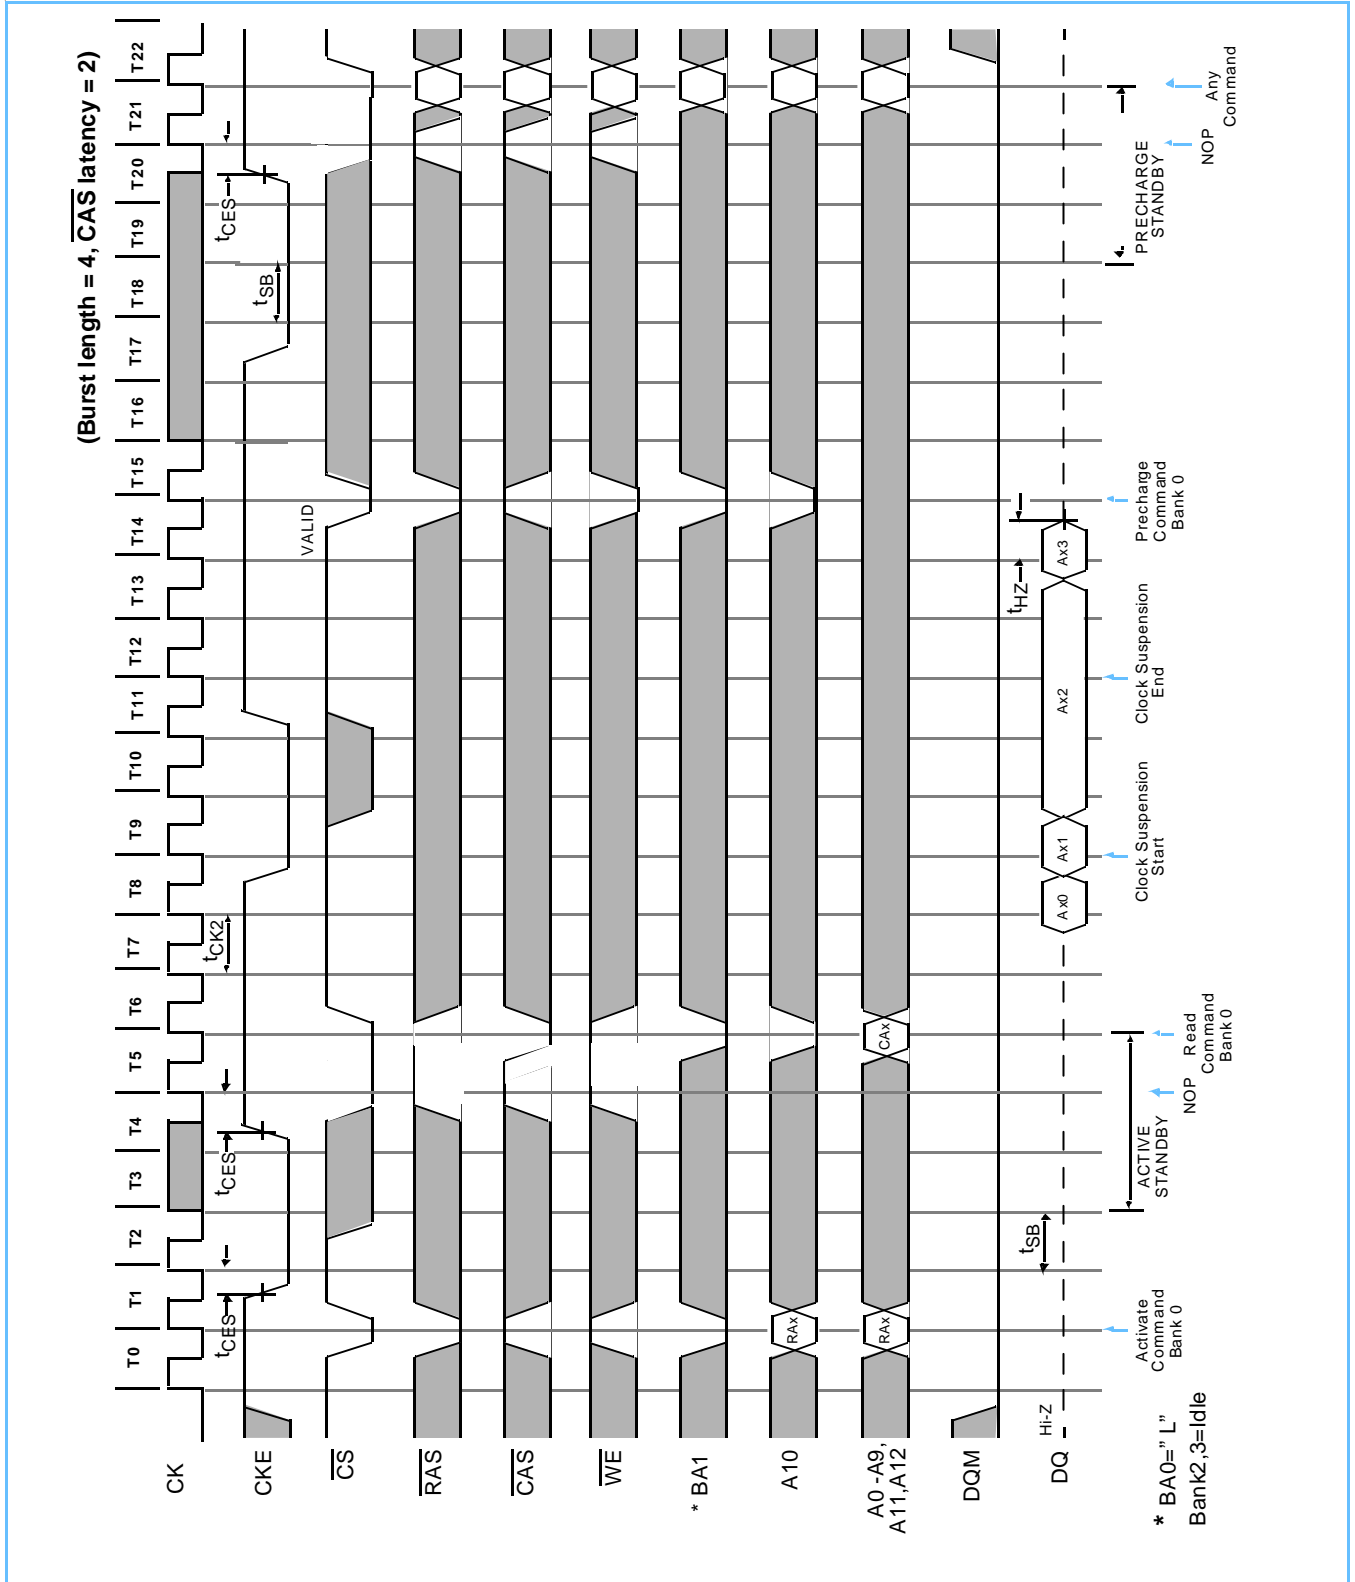 (Burst length = 4, CAS latency = 2)
T0 T1 T2 T3 T4 T5 T6 T7 T8 T9 T10 T11 T12 T13 T14 T15 T16 T17 T18 T19 T20 T21 T22
CK
tCK2
CKE
tCES
tCES
tSB
tCES
VALID
CS
RAS
CAS
WE
* BA1
A10
RAx
A0 - A9,
A11,A12
RAx
CAx
DQM
tSB
tHZ
DQ
Hi-Z
Ax0
Ax1
Ax2
Ax3
ACTIVE
STANDBY
PRECHARGE
STANDBY
Activate
Command
Bank 0
NOP
Read
Command
Bank 0
Clock Suspension
Start
Clock Suspension
End
Precharge
Command
Bank 0
NOP
Any
Command
* BA0=” L”
Bank2,3=Idle